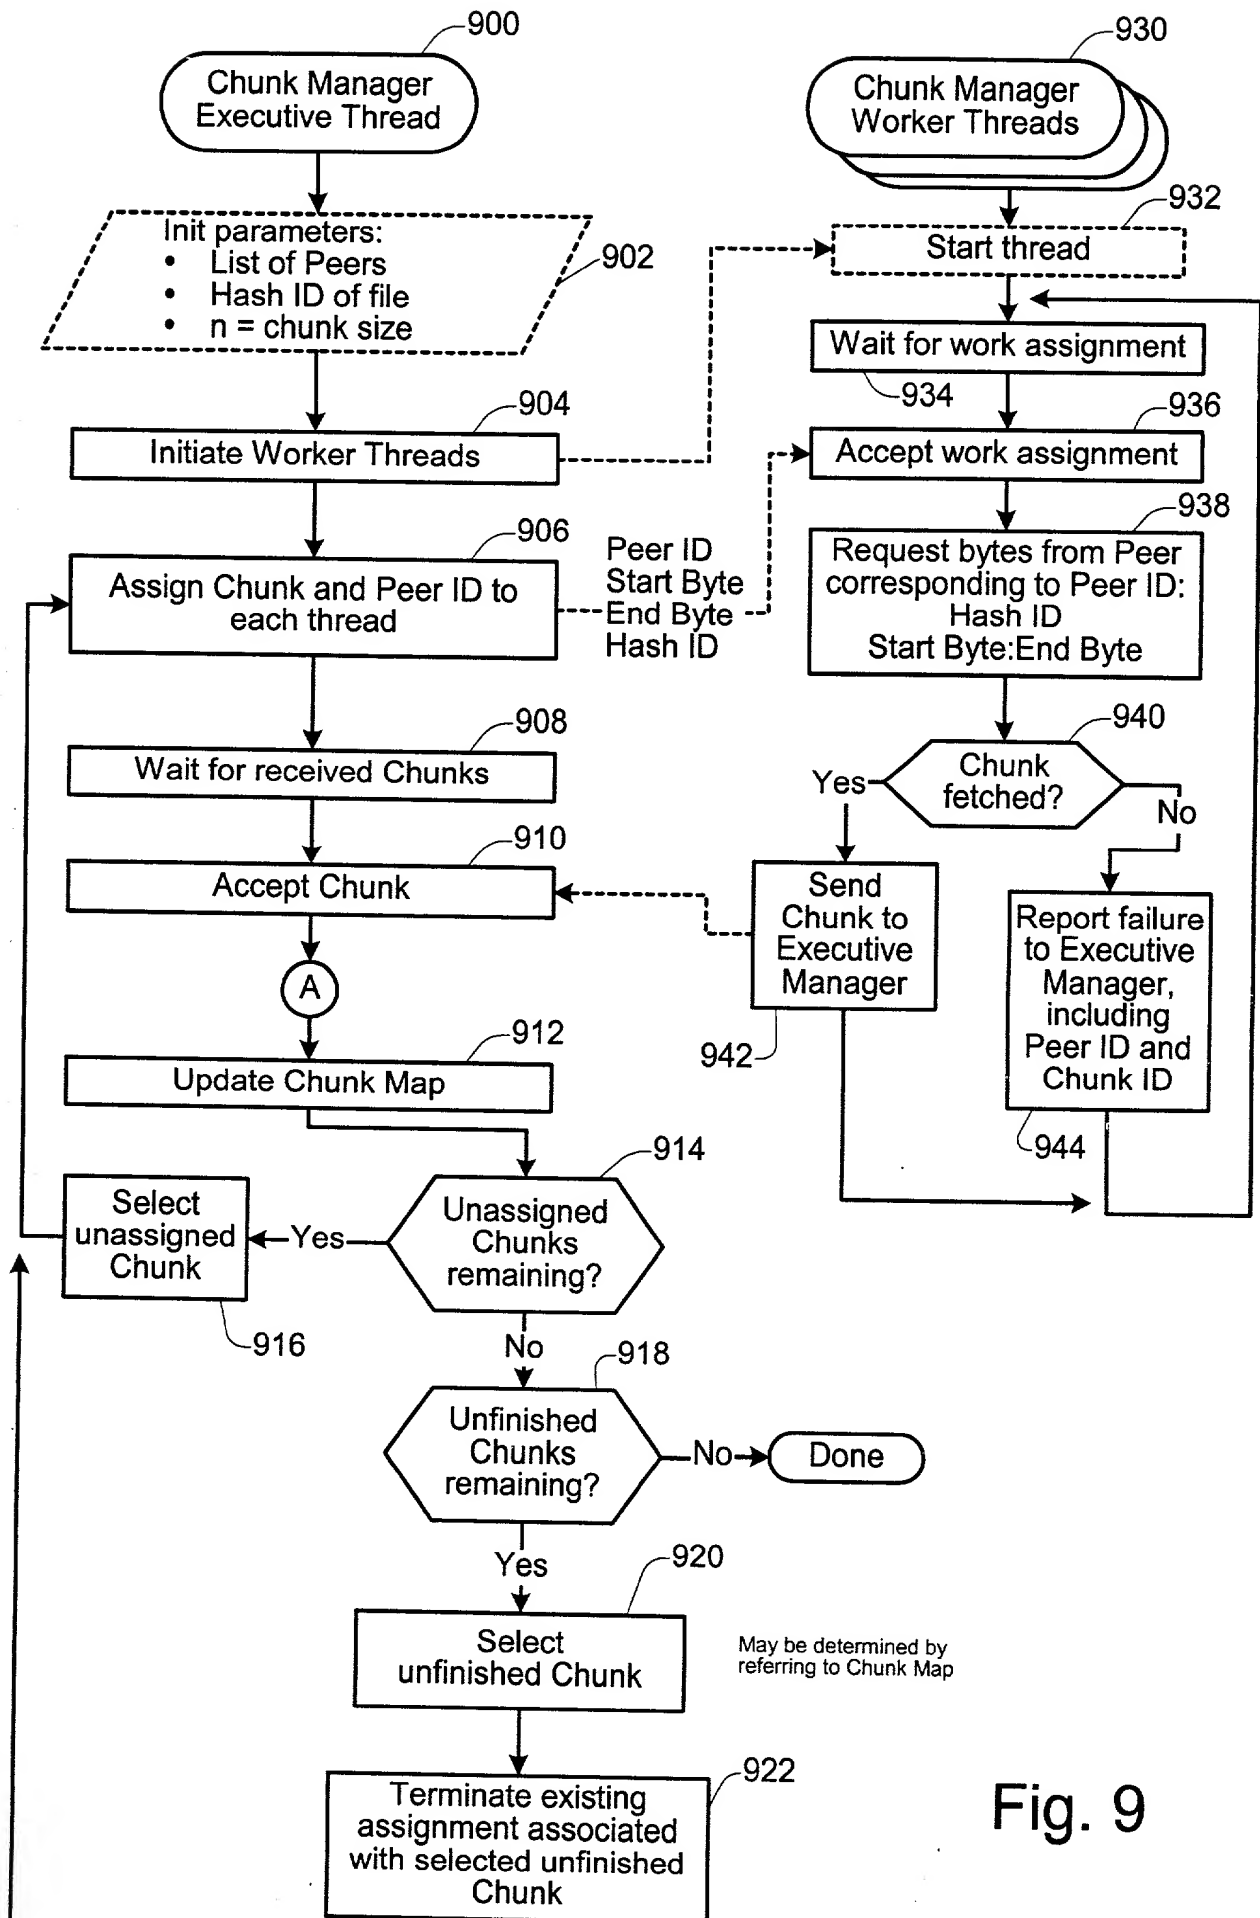 900
Chunk Manager
Executive Thread
Init parameters:
• List of Peers
• Hash ID of file
• n = chunk size
902
904
Initiate Worker Threads
906
Assign Chunk and Peer ID to
each thread
Peer ID
Start Byte
End Byte
Hash ID
908
Wait for received Chunks
910
Accept Chunk
A
912
Update Chunk Map
914
Unassigned
Chunks
remaining?
Yes
Select
unassigned
Chunk
916
No
918
Unfinished
Chunks
remaining?
No
Done
Yes
920
Select
unfinished Chunk
May be determined by
referring to Chunk Map
922
Terminate existing
assignment associated
with selected unfinished
Chunk
930
Chunk Manager
Worker Threads
932
Start thread
Wait for work assignment
934
936
Accept work assignment
938
Request bytes from Peer
corresponding to Peer ID:
Hash ID
Start Byte:End Byte
940
Chunk
fetched?
Yes
No
Send
Chunk to
Executive
Manager
942
Report failure
to Executive
Manager,
including
Peer ID and
Chunk ID
944
Fig. 9